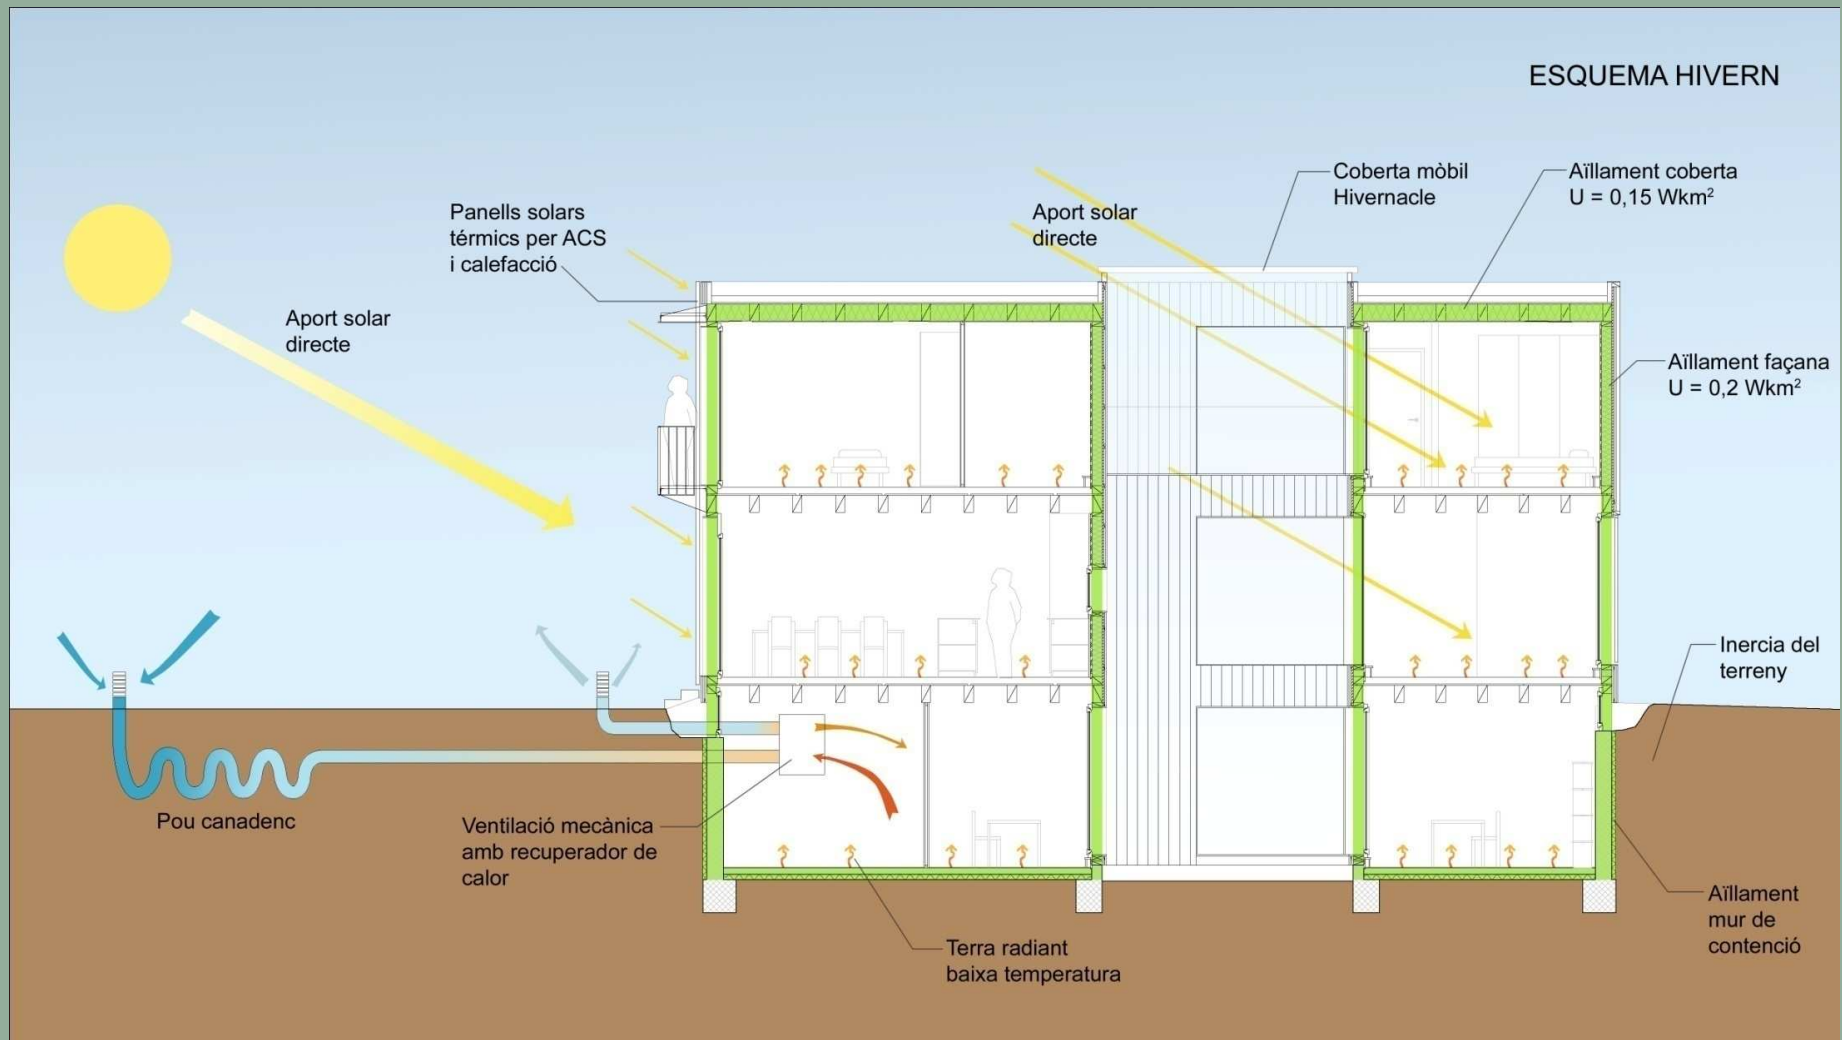 ESQUEMA HIVERN
Panells solars
térmics per ACS
i calefacció
Aport solar
directe
Aport solar
directe
Coberta mòbil
Hivernacle
Aïllament coberta
U = 0,15 Wkm²
Aïllament façana
U = 0,2 Wkm²
Inercia del
terreny
Pou canadenc
Ventilació mecànica
amb recuperador de
calor
Terra radiant
baixa temperatura
Aïllament
mur de
contenció